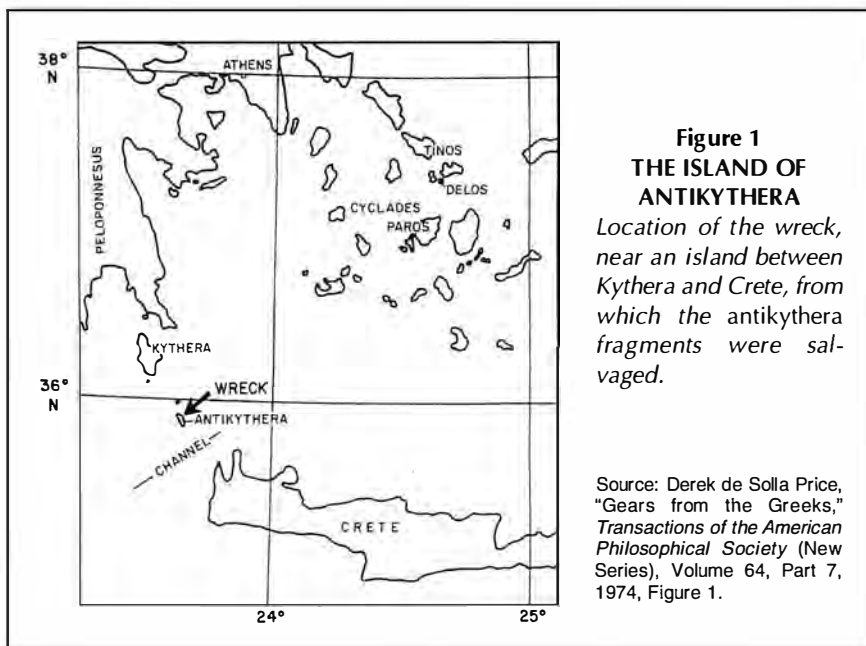 38°
N
ATHENS
PELOPONNESUS
TINOS
DELOS
CYCLADES
PAROS
KYTHERA
36°
N
WRECK
ANTIKYTHERA
CHANNEL
CRETE
24°
25°
Figure 1
THE ISLAND OF
ANTIKYTHERA
Location of the wreck,
near an island between
Kythera and Crete, from
which the antikythera
fragments were sal-
vaged.
Source: Derek de Solla Price,
"Gears from the Greeks,"
Transactions of the American
Philosophical Society (New
Series), Volume 64, Part 7,
1974, Figure 1.